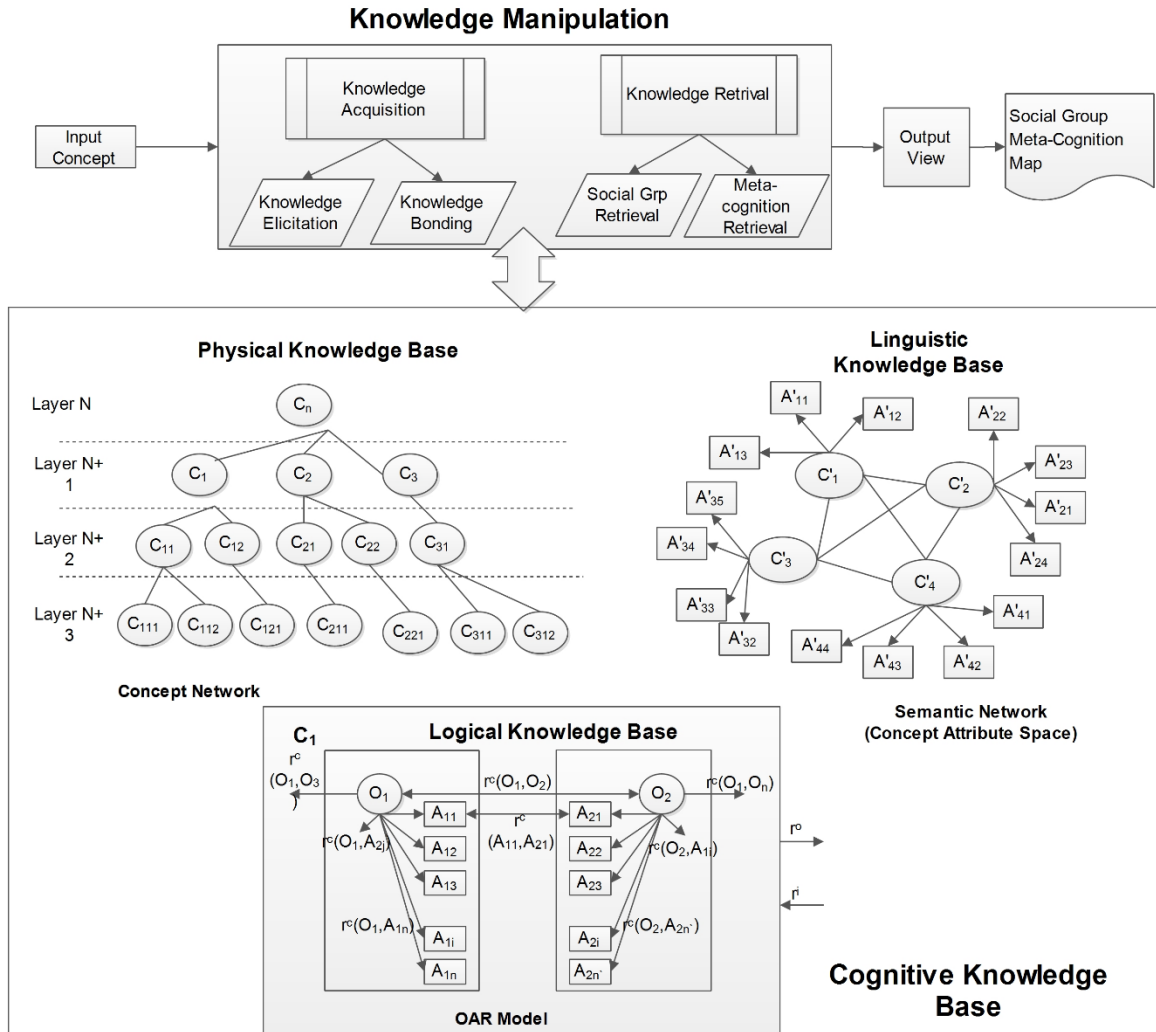 Knowledge Manipulation
Input
Concept
Knowledge
Acquisition
Knowledge
Elicitation
Knowledge
Bonding
Knowledge Retrival
Social Grp
Retrieval
Meta-
cognition
Retrieval
Output
View
Social Group
Meta-Cognition
Map
Physical Knowledge Base
Layer N
Cₙ
Layer N+
1
C₁ C₂ C₃
Layer N+
2
C₁₁ C₁₂ C₂₁ C₂₂ C₃₁
Layer N+
3
C₁₁₁ C₁₁₂ C₁₂₁ C₂₁₁ C₂₂₁ C₃₁₁ C₃₁₂
Concept Network
Linguistic
Knowledge Base
A'₁₁ A'₁₂ A'₂₂
A'₁₃ A'₂₃
C'₁ C'₂
A'₃₅ A'₂₁
A'₃₄ C'₃ A'₂₄
C'₄
A'₃₃ A'₄₁
A'₃₂ A'₄₄ A'₄₃ A'₄₂
Semantic Network
(Concept Attribute Space)
C₁
Logical Knowledge Base
rᶜ
(O₁,O₃
)
O₁ rᶜ(O₁,O₂) O₂ rᶜ(O₁,Oₙ)
A₁₁ rᶜ A₂₁
(A₁₁,A₂₁)
rᶜ(O₁,A₂ⱼ) A₁₂ A₂₂ rᶜ(O₂,A₁ᵢ)
A₁₃ A₂₃
rᶜ(O₁,A₁ₙ) rᶜ(O₂,A₂ₙ`)
A₁ᵢ A₂ᵢ
A₁ₙ A₂ₙ`
OAR Model
rᵒ
rⁱ
Cognitive Knowledge
Base